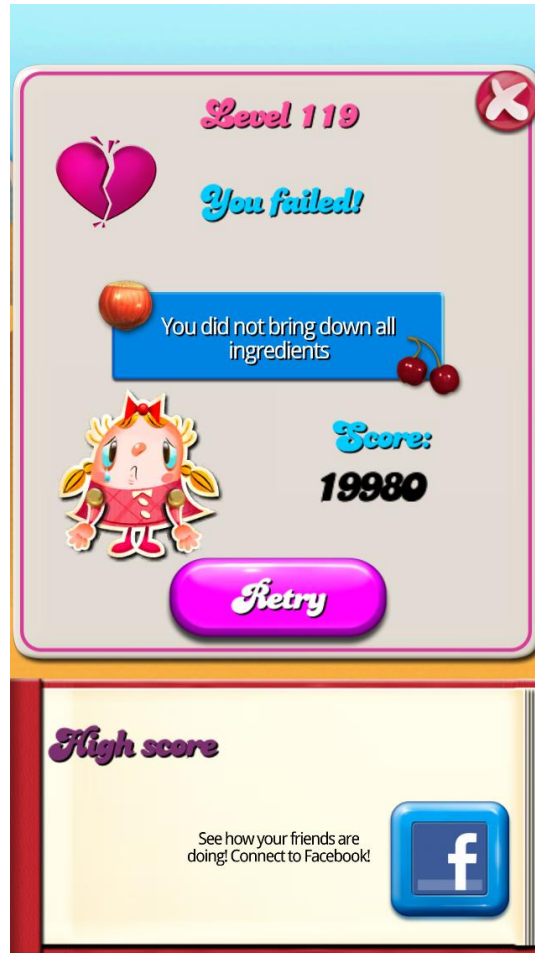 Level 119
You failed!
You did not bring down all
ingredients
Score:
19980
Retry
High score
See how your friends are
doing! Connect to Facebook!
f